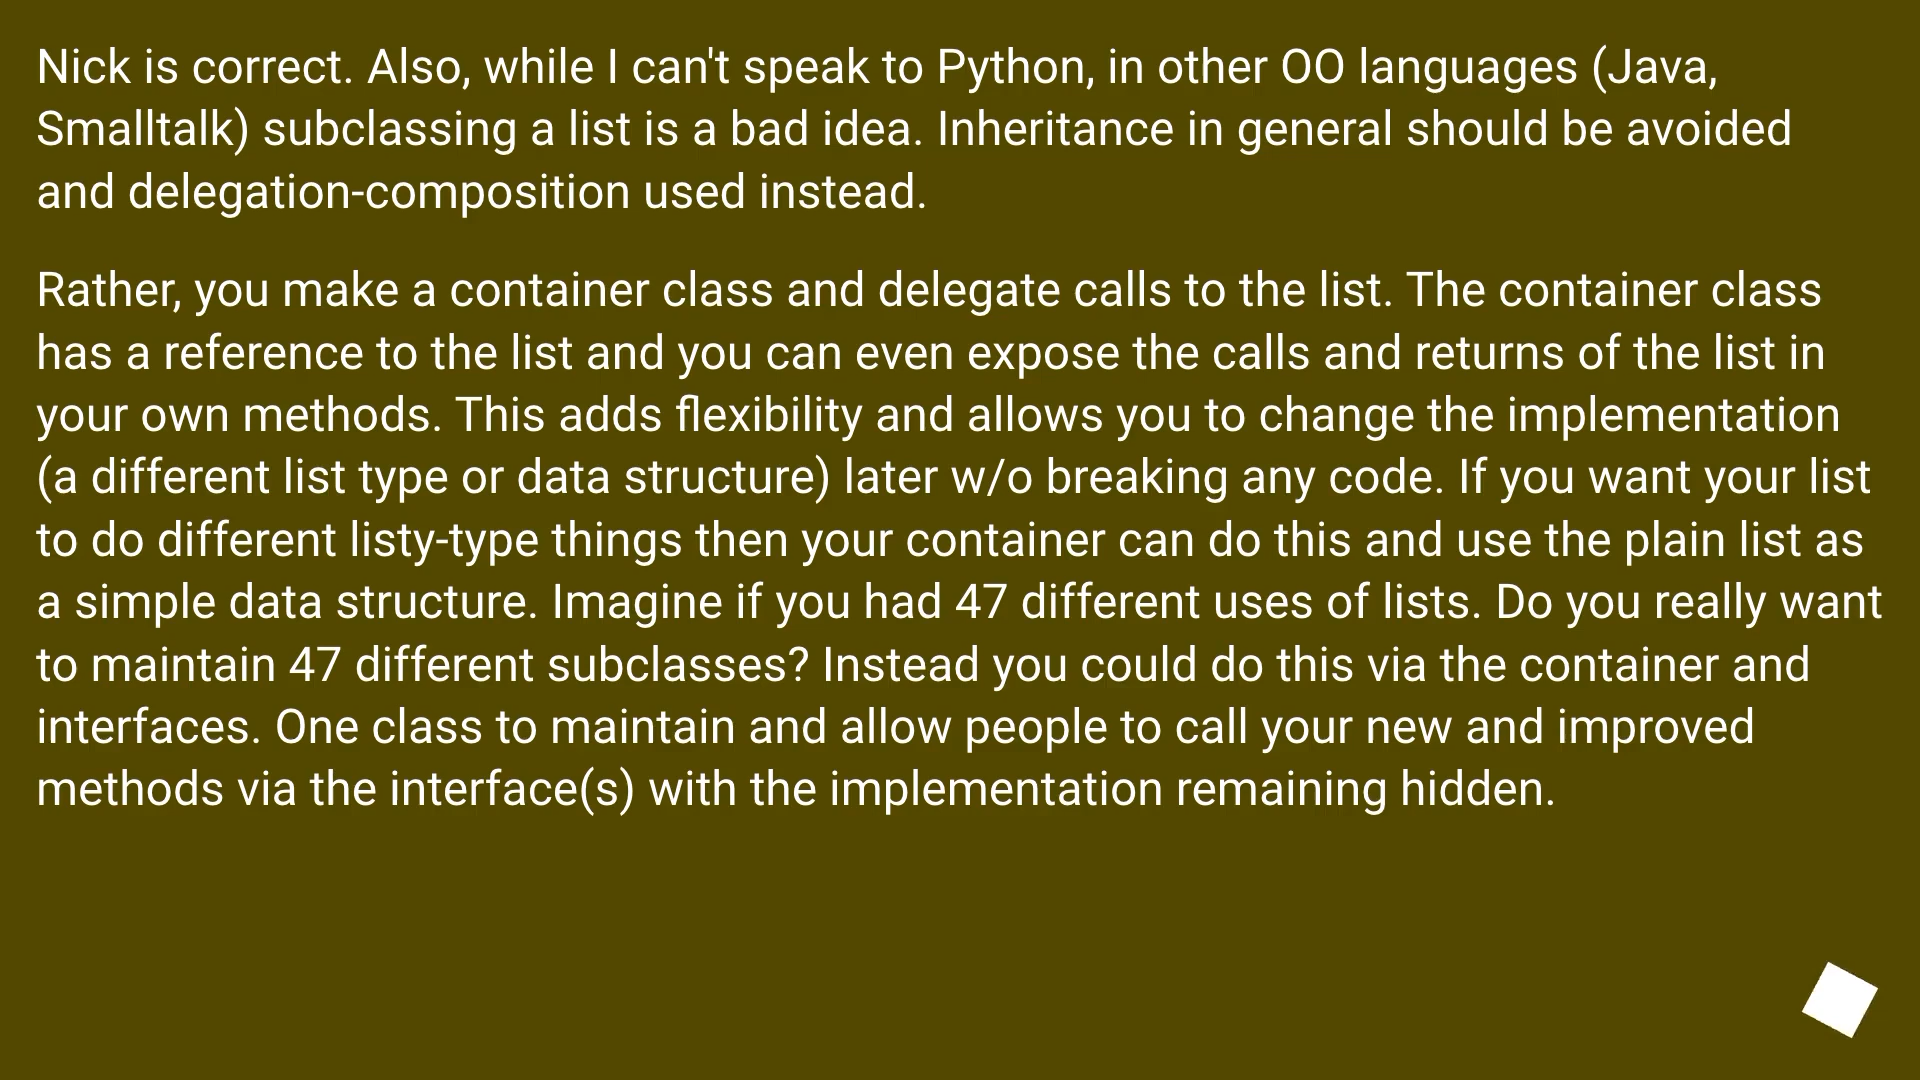 Nick is correct. Also, while I can't speak to Python, in other OO languages (Java,
Smalltalk) subclassing a list is a bad idea. Inheritance in general should be avoided
and delegation-composition used instead.
Rather, you make a container class and delegate calls to the list. The container class
has a reference to the list and you can even expose the calls and returns of the list in
your own methods. This adds flexibility and allows you to change the implementation
(a different list type or data structure) later w/o breaking any code. If you want your list
to do different listy-type things then your container can do this and use the plain list as
a simple data structure. Imagine if you had 47 different uses of lists. Do you really want
to maintain 47 different subclasses? Instead you could do this via the container and
interfaces. One class to maintain and allow people to call your new and improved
methods via the interface(s) with the implementation remaining hidden.